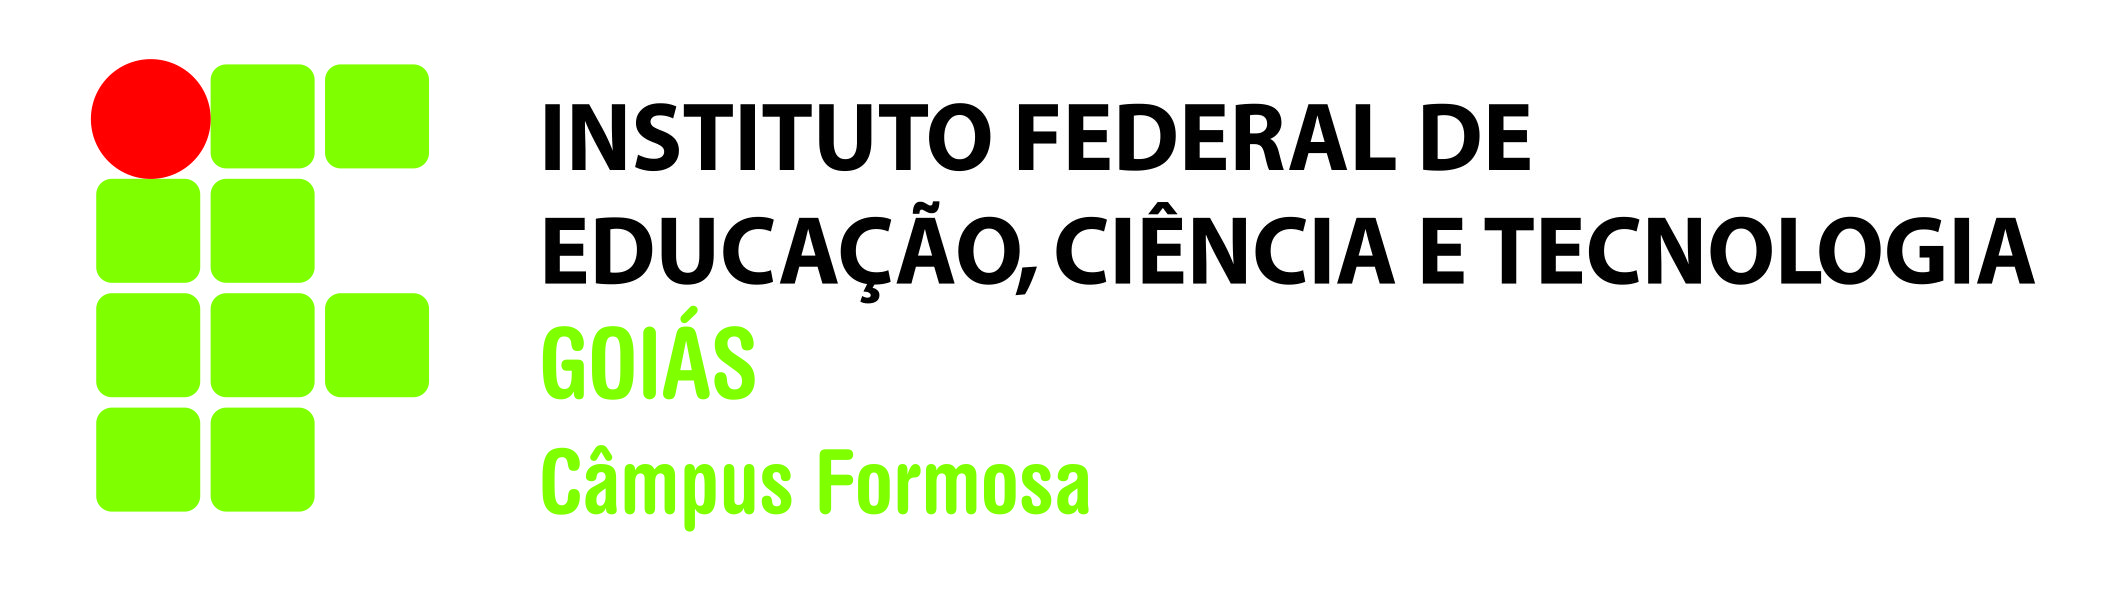 INSTITUTO FEDERAL DE
EDUCAÇÃO, CIÊNCIA E TECNOLOGIA
GOIÁS
Câmpus Formosa